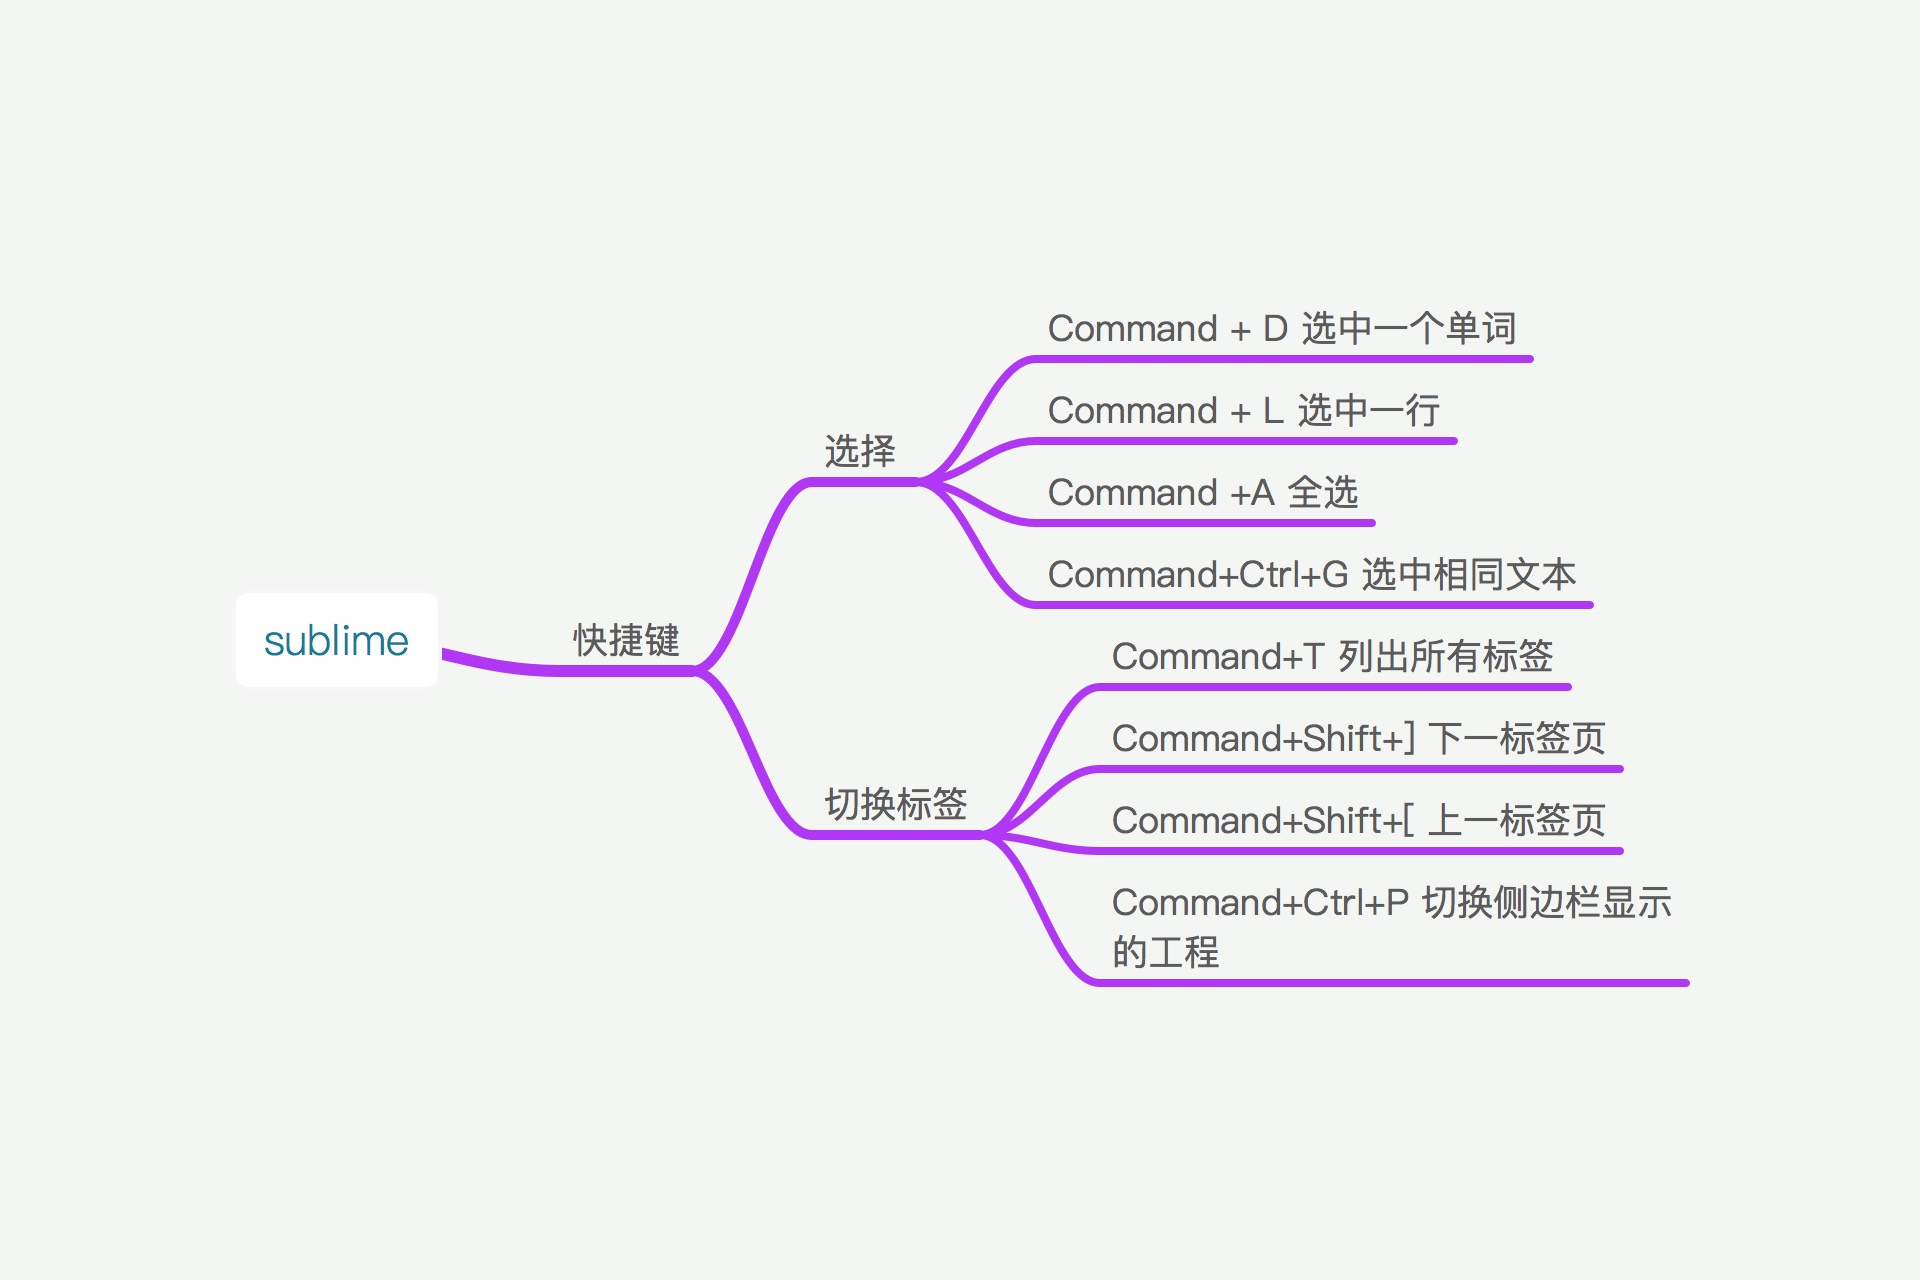 sublime
快捷键
选择
Command + D 选中一个单词
Command + L 选中一行
Command +A 全选
Command+Ctrl+G 选中相同文本
切换标签
Command+T 列出所有标签
Command+Shift+] 下一标签页
Command+Shift+[ 上一标签页
Command+Ctrl+P 切换侧边栏显示
的工程